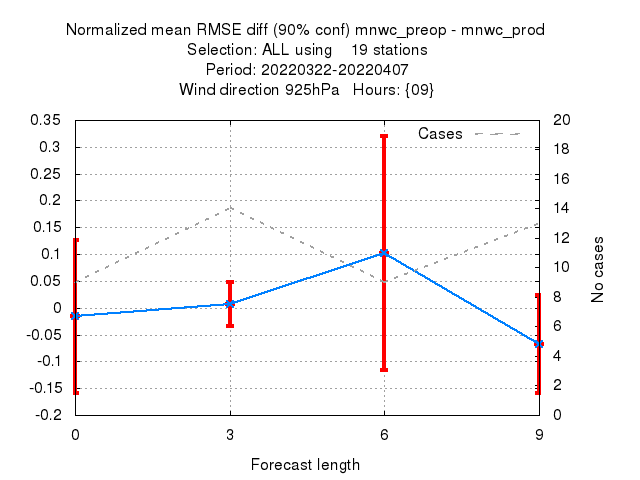 Normalized mean RMSE diff (90% conf) mnwc_preop - mnwc_prod
Selection: ALL using    19 stations
Period: 20220322-20220407
Wind direction 925hPa   Hours: {09}
Cases
0.35
0.3
0.25
0.2
0.15
0.1
0.05
0
-0.05
-0.1
-0.15
-0.2
20
18
16
14
12
10
8
6
4
2
0
No cases
0 3 6 9
Forecast length